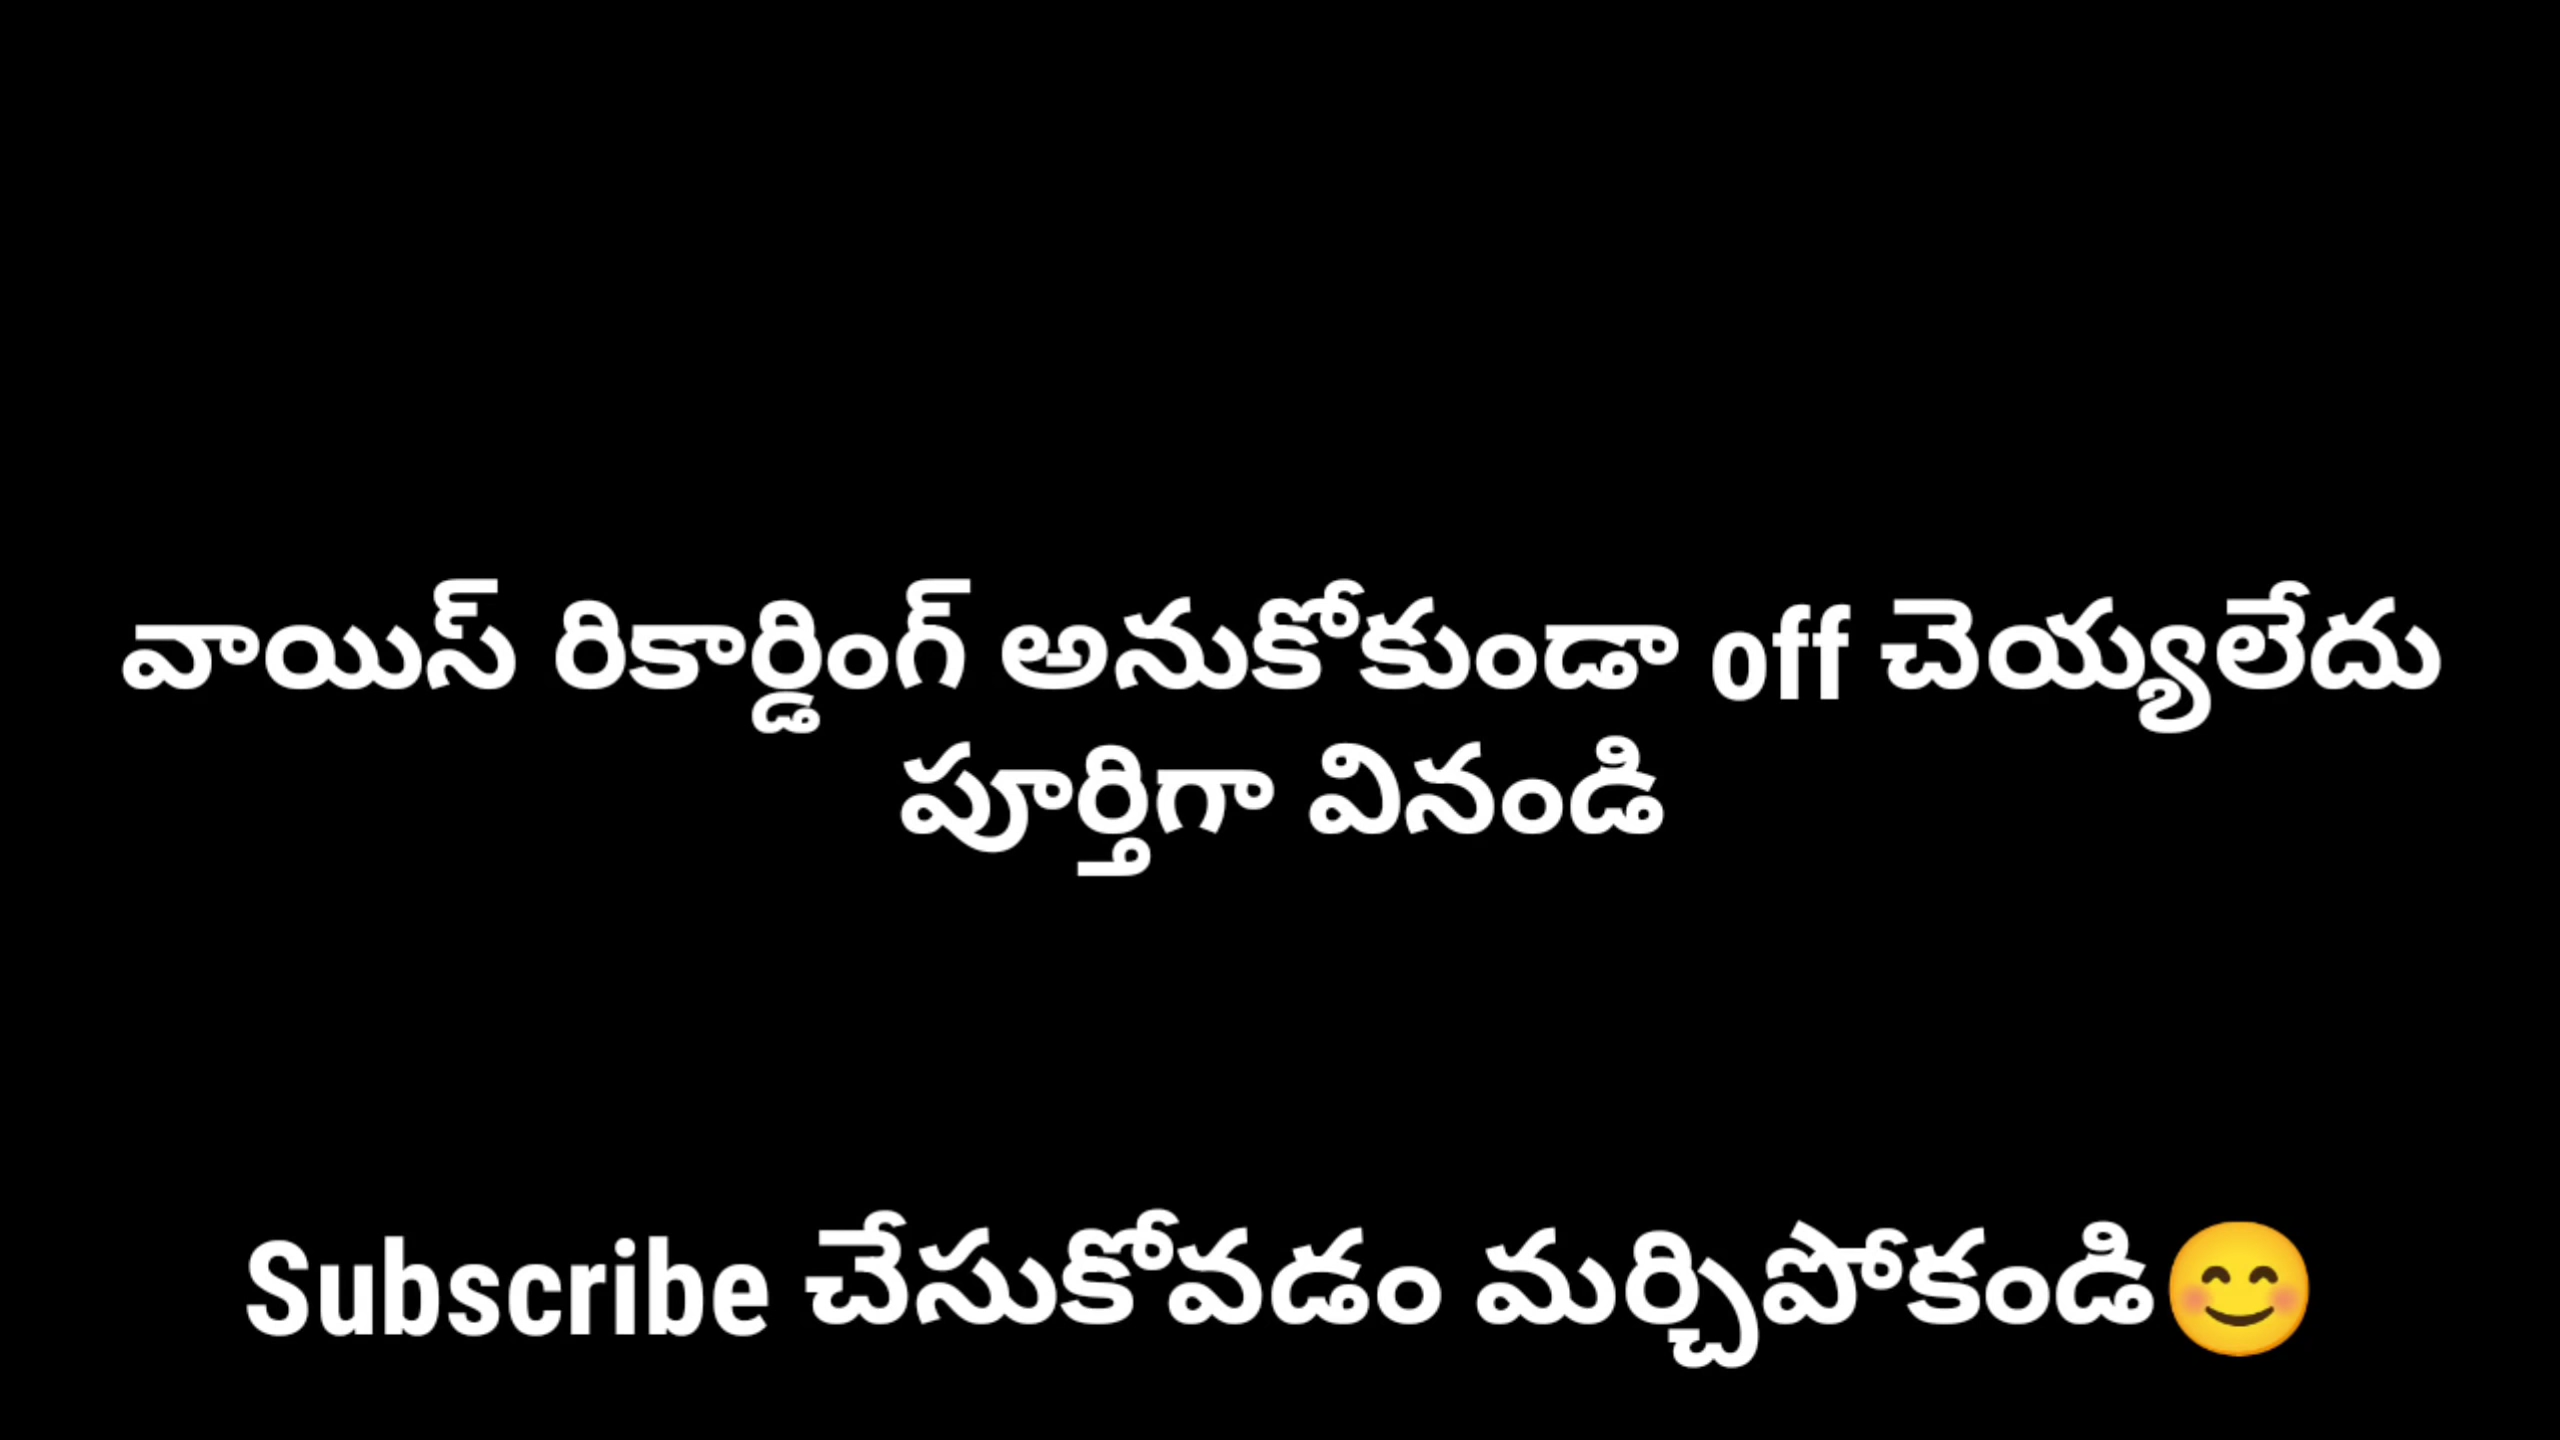 వాయిస్ రికార్డింగ్ అనుకోకుండా off చెయ్యలేదు
పూర్తిగా వినండి
Subscribe చేసుకోవడం మర్చిపోకండి😊